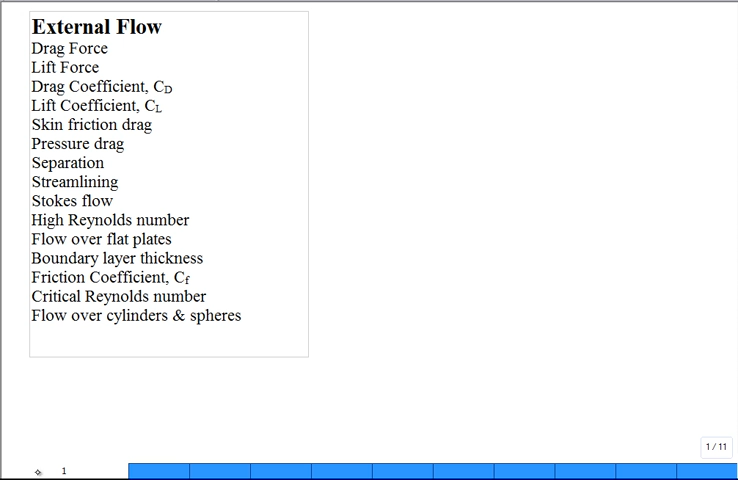 External Flow
Drag Force
Lift Force
Drag Coefficient, CD
Lift Coefficient, CL
Skin friction drag
Pressure drag
Separation
Streamlining
Stokes flow
High Reynolds number
Flow over flat plates
Boundary layer thickness
Friction Coefficient, Cf
Critical Reynolds number
Flow over cylinders & spheres
1 / 11
1